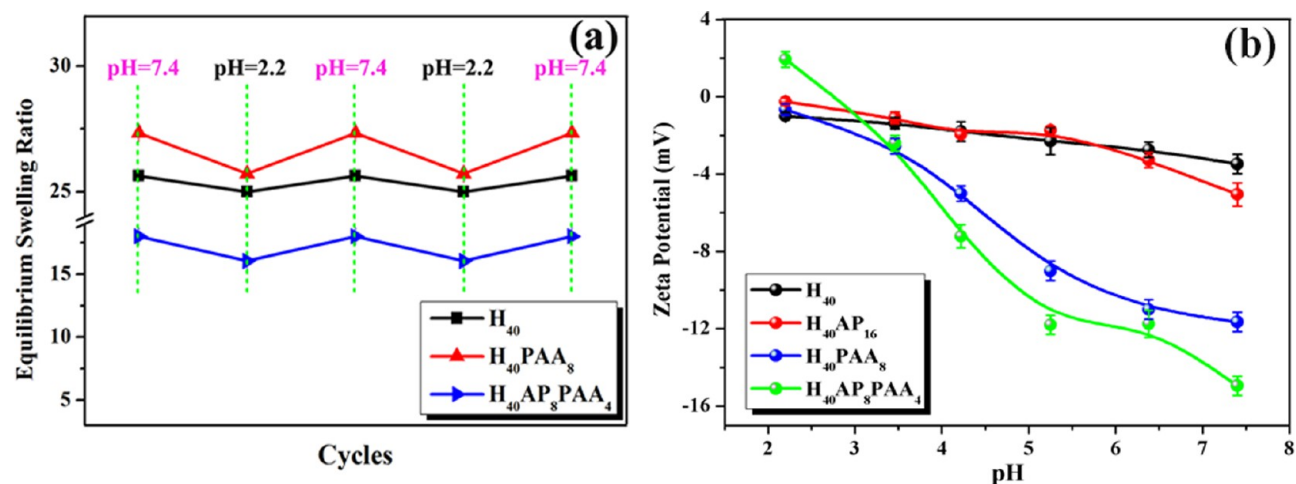 (a)
30
25
15
10
5
Equilibrium Swelling Ratio
pH=7.4 pH=2.2 pH=7.4 pH=2.2 pH=7.4
H₄₀
H₄₀PAA₈
H₄₀AP₈PAA₄
Cycles
(b)
4
0
-4
-8
-12
-16
Zeta Potential (mV)
H₄₀
H₄₀AP₁₆
H₄₀PAA₈
H₄₀AP₈PAA₄
2 3 4 5 6 7 8
pH